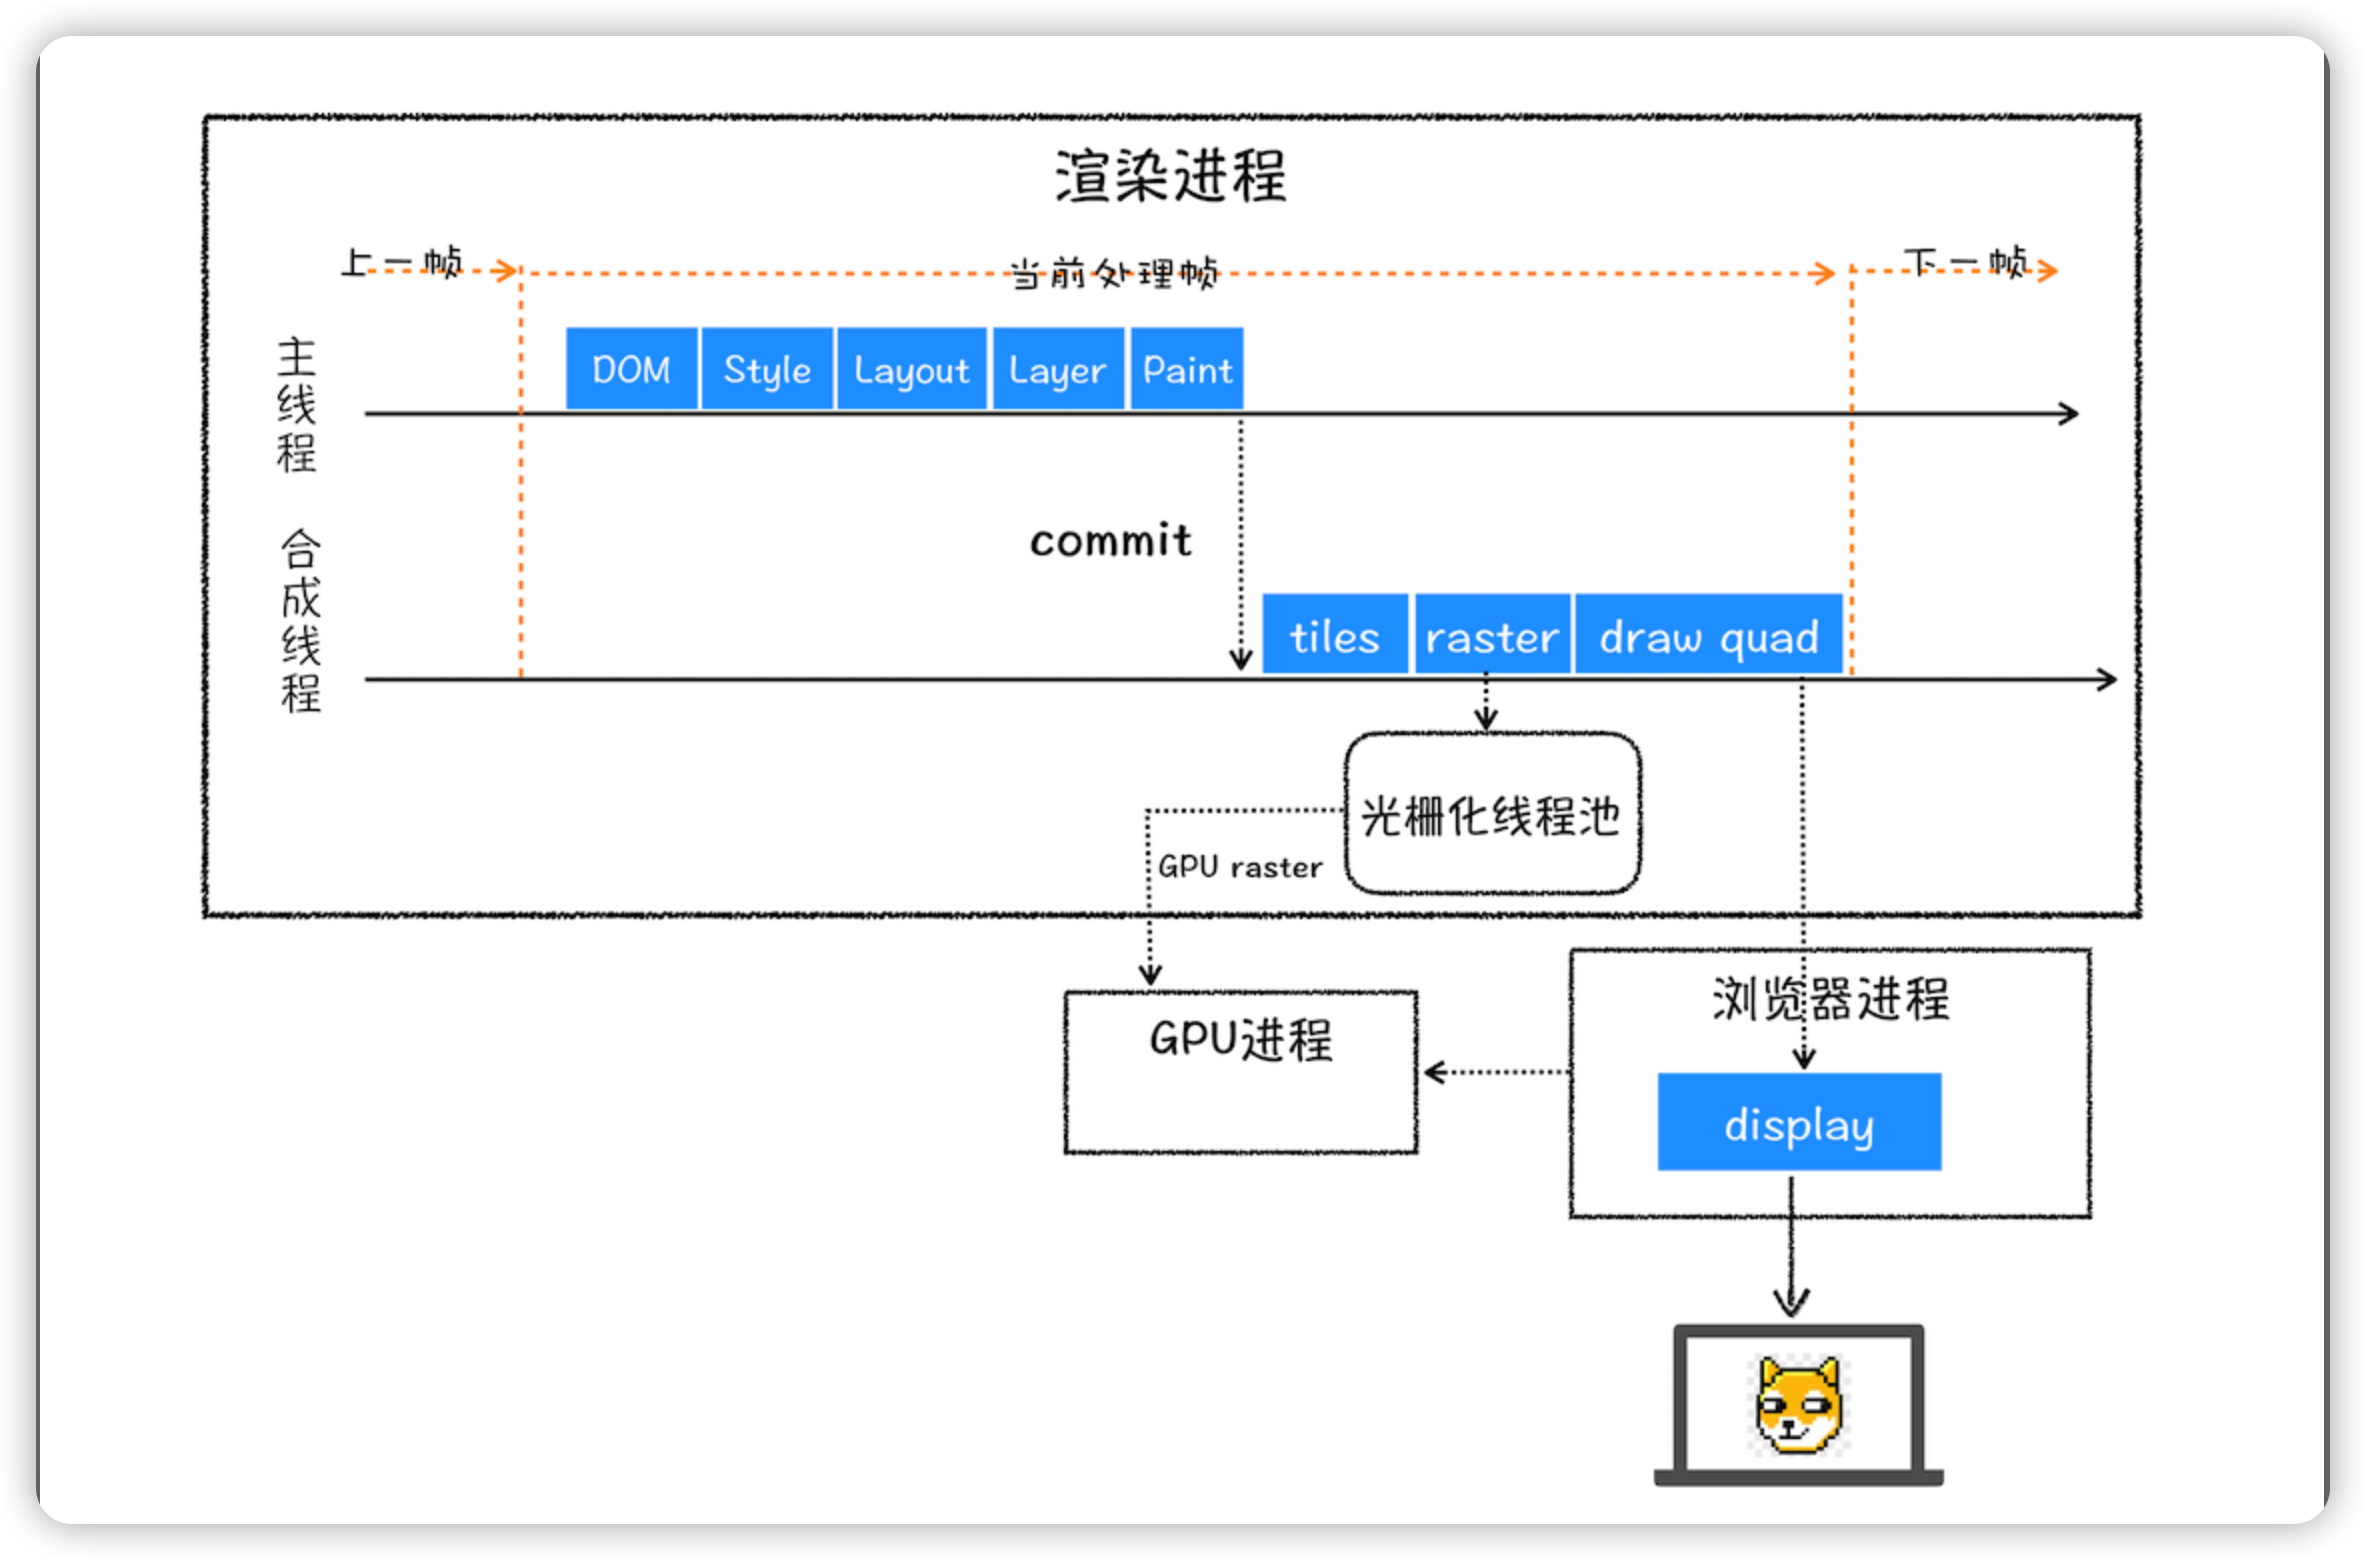 渲染进程
上一帧
当前处理帧
下一帧
主线程
DOM
Style
Layout
Layer
Paint
commit
合成线程
tiles
raster
draw quad
光栅化线程池
GPU raster
GPU进程
浏览器进程
display